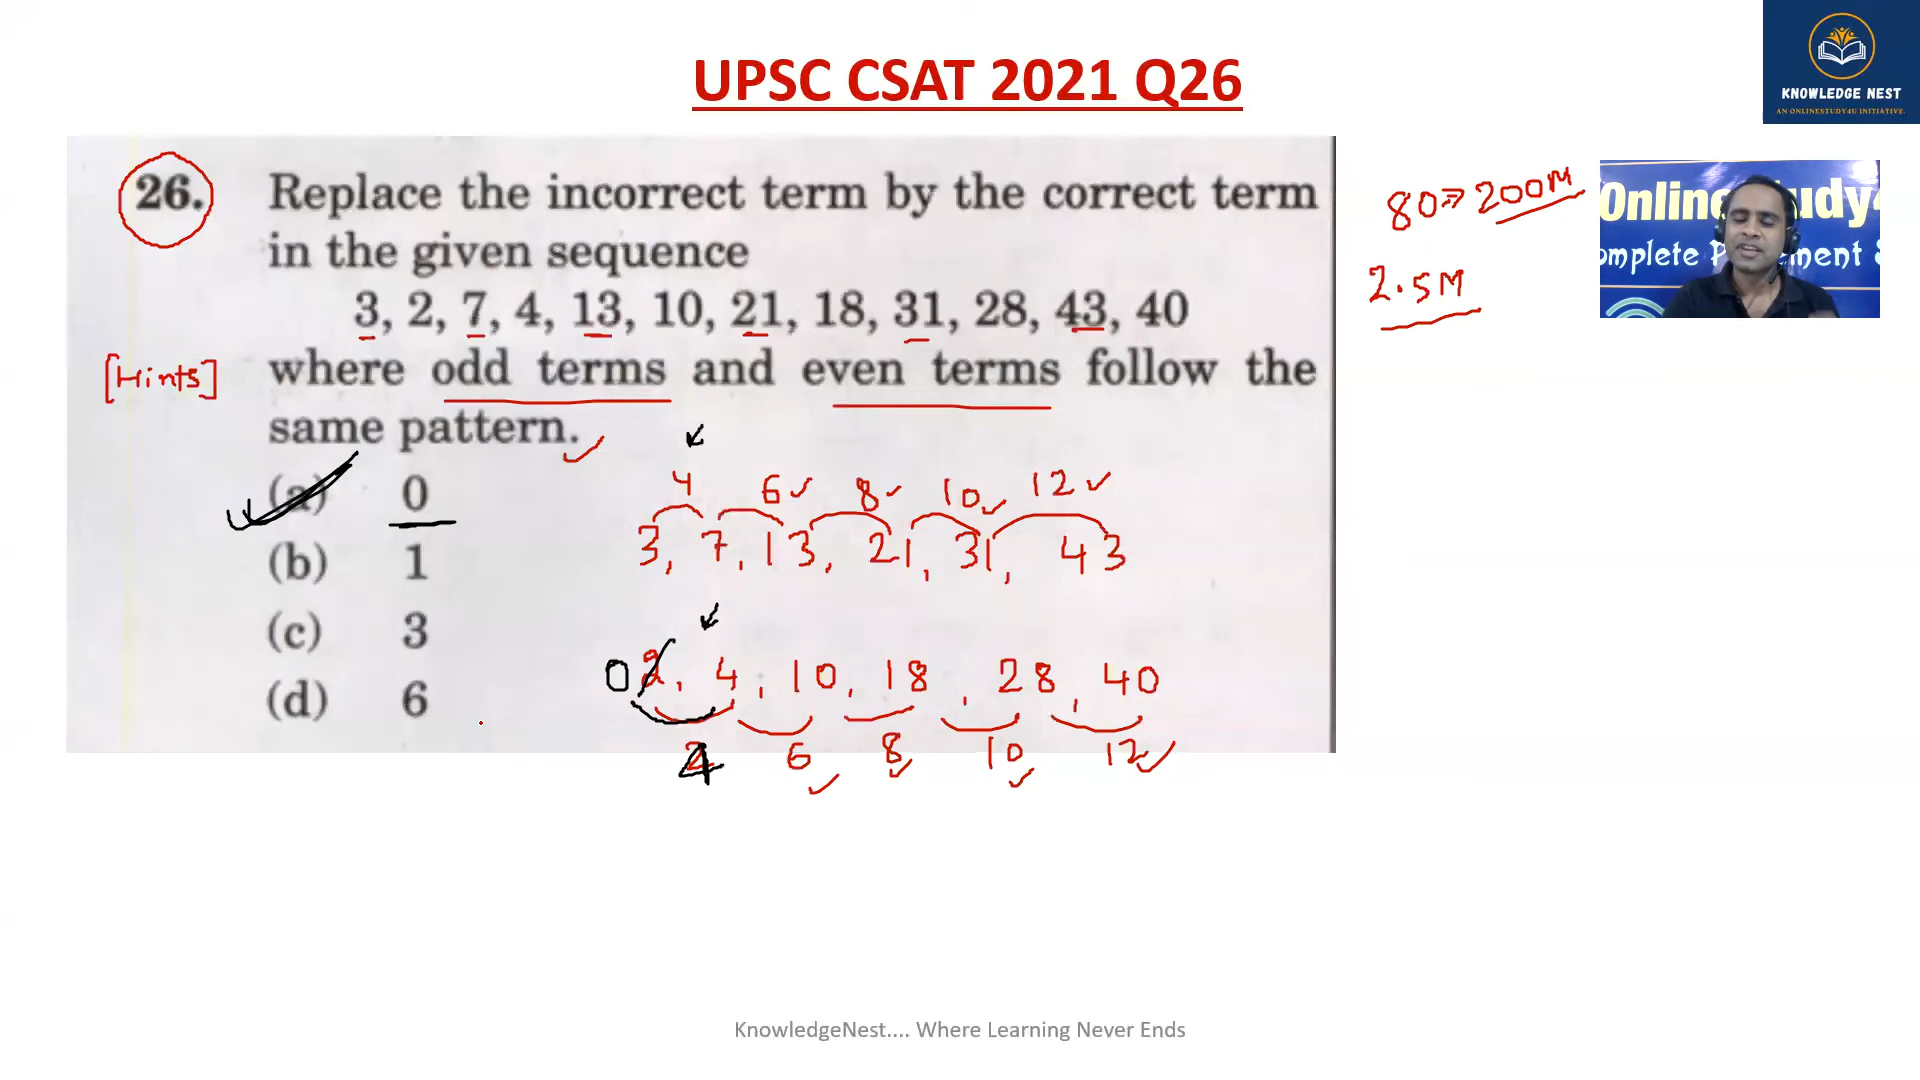 UPSC CSAT 2021 Q26
KNOWLEDGE NEST
AN ONLINESTUDY4U INITIATIVE
26. Replace the incorrect term by the correct term
in the given sequence
3, 2, 7, 4, 13, 10, 21, 18, 31, 28, 43, 40
[Hints] where odd terms and even terms follow the
same pattern.
(a) 0
(b) 1
(c) 3
(d) 6
80 => 200M
2.5M
4 6 8 10 12
3, 7, 13, 21, 31, 43
0 2, 4, 10, 18, 28, 40
4 6 8 10 12
KnowledgeNest.... Where Learning Never Ends